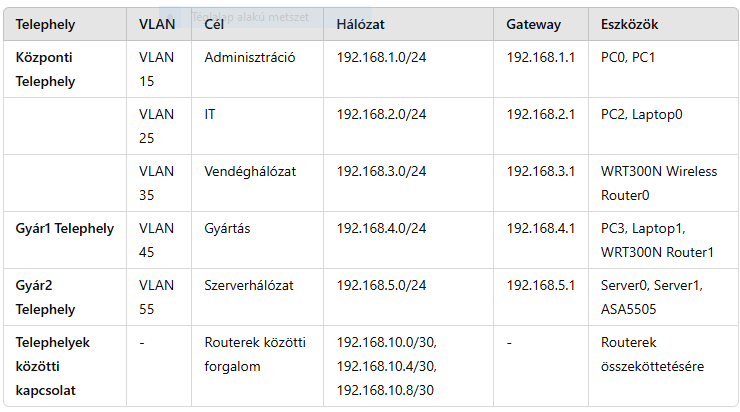 Telephely VLAN Cél Hálózat Gateway Eszközök
Téglalap alakú metszet
Központi Telephely VLAN 15 Adminisztráció 192.168.1.0/24 192.168.1.1 PC0, PC1
VLAN 25 IT 192.168.2.0/24 192.168.2.1 PC2, Laptop0
VLAN 35 Vendéghálózat 192.168.3.0/24 192.168.3.1 WRT300N Wireless Router0
Gyár1 Telephely VLAN 45 Gyártás 192.168.4.0/24 192.168.4.1 PC3, Laptop1, WRT300N Router1
Gyár2 Telephely VLAN 55 Szerverhálózat 192.168.5.0/24 192.168.5.1 Server0, Server1, ASA5505
Telephelyek közötti kapcsolat - Routerek közötti forgalom 192.168.10.0/30, 192.168.10.4/30, 192.168.10.8/30 - Routerek összeköttetésére